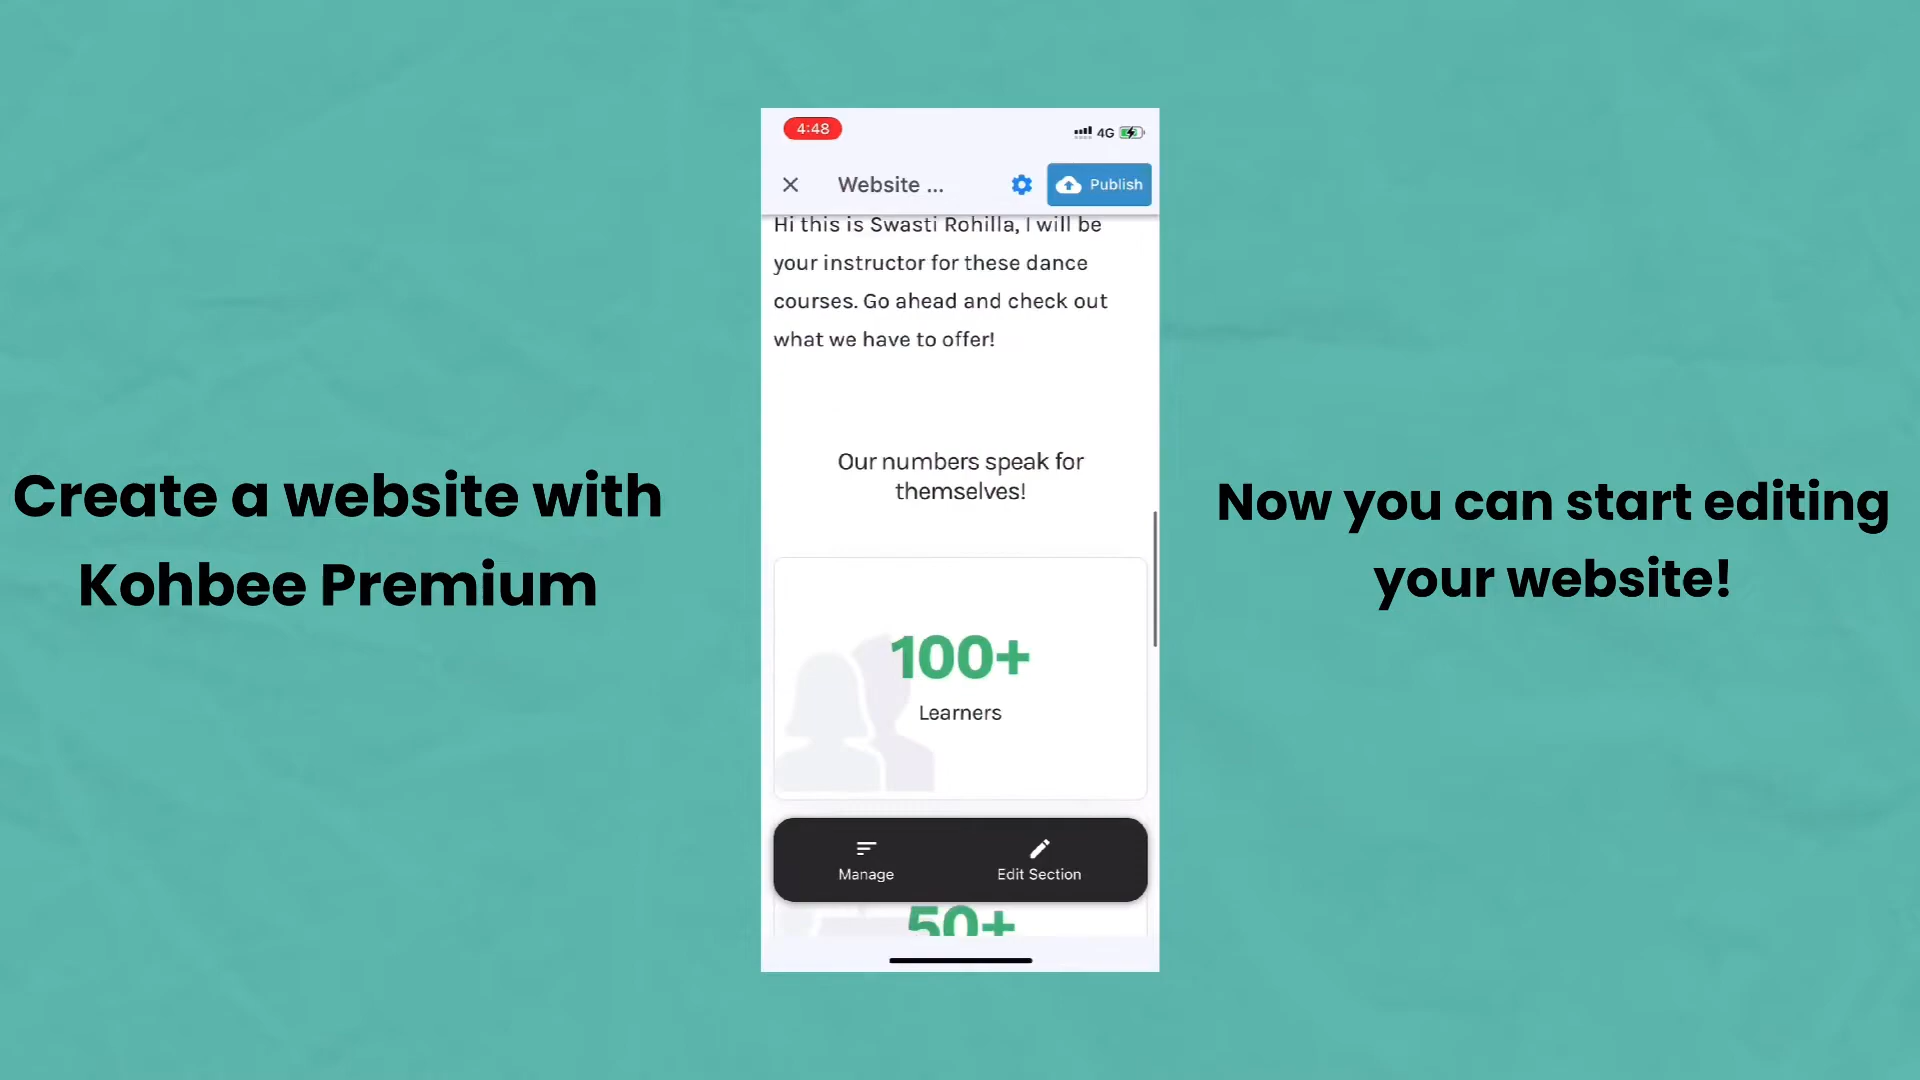 Create a website with
Kohbee Premium
4:48
4G
Website ...
Publish
Hi this is Swasti Rohilla, I will be
your instructor for these dance
courses. Go ahead and check out
what we have to offer!
Our numbers speak for
themselves!
100+
Learners
Manage
Edit Section
50+
Now you can start editing
your website!